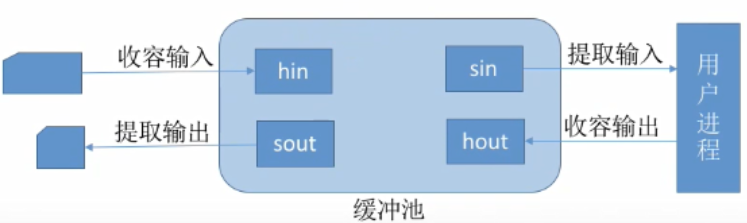 收容输入
hin
sin
提取输入
提取输出
sout
hout
收容输出
用户进程
缓冲池